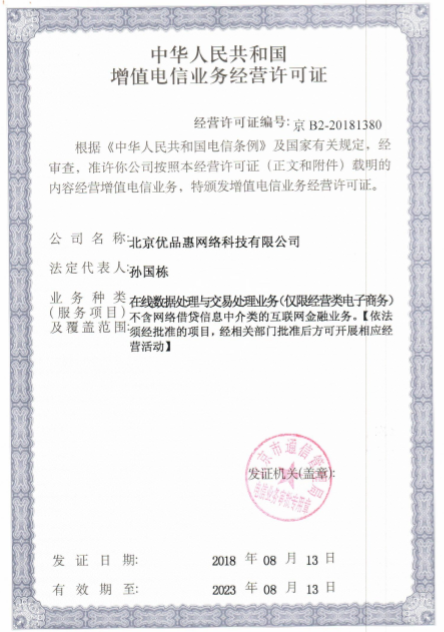 中华人民共和国
增值电信业务经营许可证
经营许可证编号: 京 B2-20181380
根据《中华人民共和国电信条例》及国家有关规定，经
审查，准许你公司按照本经营许可证（正文和附件）载明的
内容经营增值电信业务，特颁发增值电信业务经营许可证。
公司名称: 北京优品惠网络科技有限公司
法定代表人: 孙国栋
业务种类 在线数据处理与交易处理业务(仅限经营类电子商务)
(服务项目) 不含网络借贷信息中介类的互联网金融业务。【依法
及覆盖范围: 须经批准的项目，经相关部门批准后方可开展相应经
营活动】
京市通信管理局
发证机关(盖章):
发证日期: 2018 年 08 月 13 日
有效期至: 2023 年 08 月 13 日